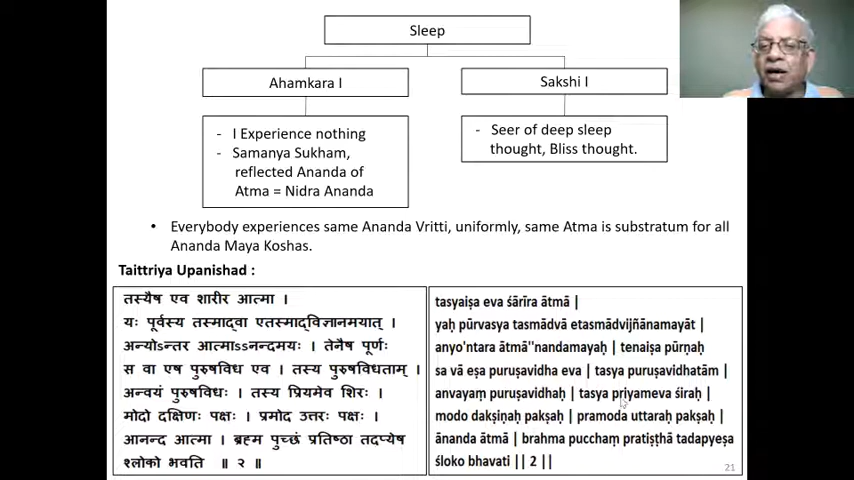 Sleep
Ahamkara I
Sakshi I
- I Experience nothing
- Samanya Sukham,
reflected Ananda of
Atma = Nidra Ananda
- Seer of deep sleep
thought, Bliss thought.
• Everybody experiences same Ananda Vritti, uniformly, same Atma is substratum for all
Ananda Maya Koshas.
Taittriya Upanishad :
तस्यैष एव शारीर आत्मा ।
यः पूर्वस्य तस्माद्वा एतस्माद्विज्ञानमयात् ।
अन्योऽन्तर आत्माऽऽनन्दमयः । तेनैष पूर्णः
स वा एष पुरुषविध एव । तस्य पुरुषविधताम् ।
अन्वयं पुरुषविधः । तस्य प्रियमेव शिरः ।
मोदो दक्षिणः पक्षः । प्रमोद उत्तरः पक्षः ।
आनन्द आत्मा । ब्रह्म पुच्छं प्रतिष्ठा तदप्येष
श्लोको भवति ॥ २ ॥
tasyaiṣa eva śārīra ātmā |
yaḥ pūrvasya tasmādvā etasmādvijñānamayāt |
anyo'ntara ātmā''nandamayaḥ | tenaiṣa pūrṇaḥ
sa vā eṣa puruṣavidha eva | tasya puruṣavidhatām |
anvayaṃ puruṣavidhaḥ | tasya priyameva śiraḥ |
modo dakṣiṇaḥ pakṣaḥ | pramoda uttaraḥ pakṣaḥ |
ānanda ātmā | brahma pucchaṃ pratiṣṭhā tadapyeṣa
śloko bhavati || 2 ||
21